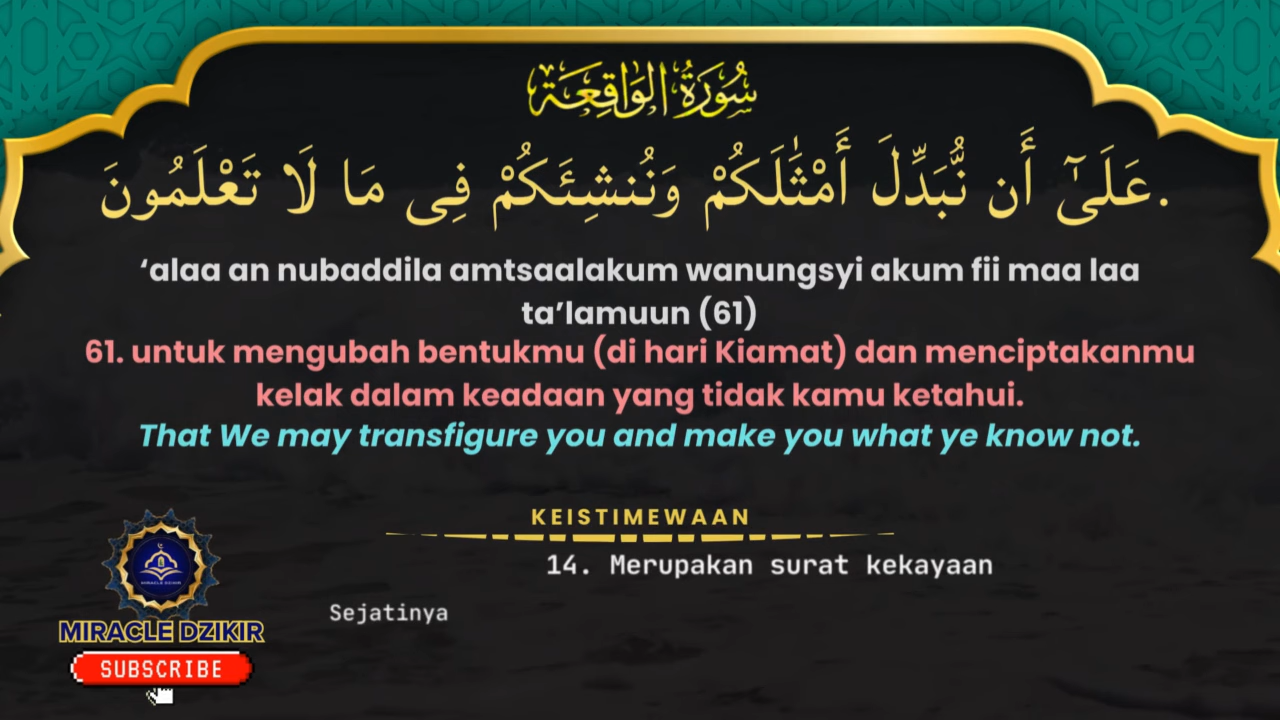 سُورَةُ الوَاقِعَة
عَلَىٰٓ أَن نُّبَدِّلَ أَمْثَٰلَكُمْ وَنُنشِئَكُمْ فِى مَا لَا تَعْلَمُونَ.
‘alaa an nubaddila amtsaalakum wanungsyi akum fii maa laa
ta’lamuun (61)
61. untuk mengubah bentukmu (di hari Kiamat) dan menciptakanmu
kelak dalam keadaan yang tidak kamu ketahui.
That We may transfigure you and make you what ye know not.
KEISTIMEWAAN
14. Merupakan surat kekayaan
Sejatinya
MIRACLE DZIKIR
MIRACLE DZIKIR
SUBSCRIBE